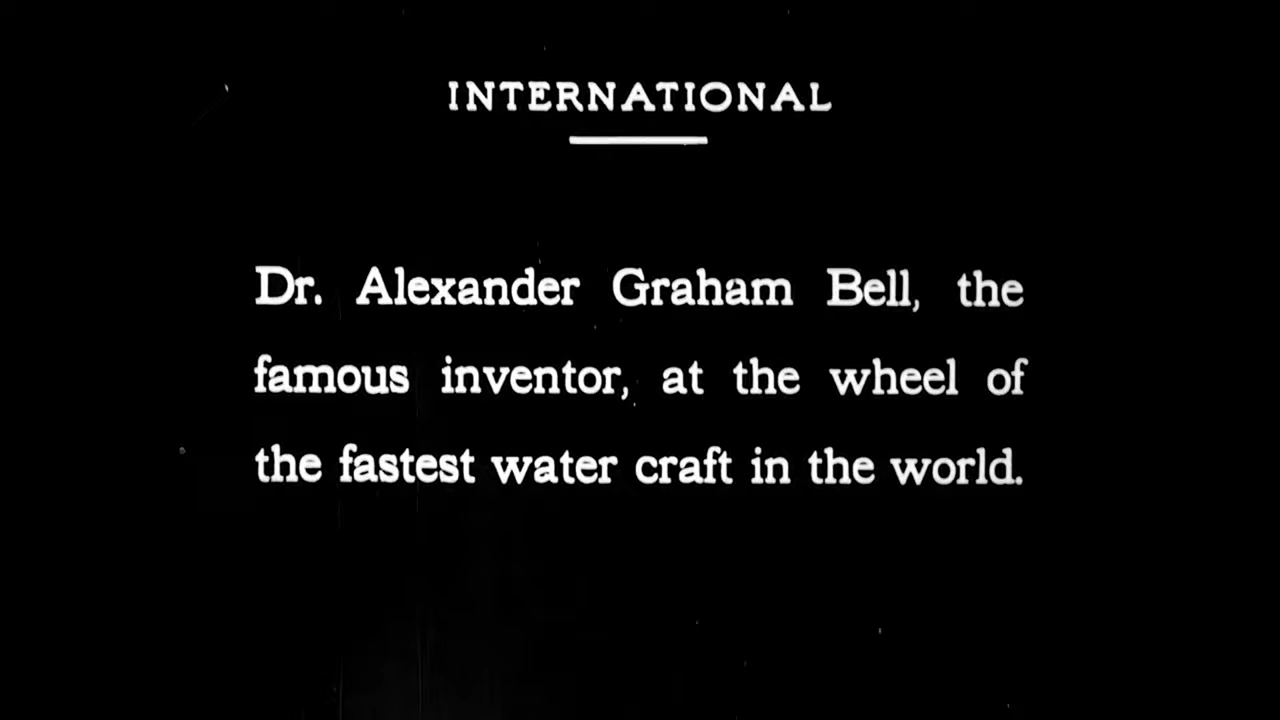 INTERNATIONAL
Dr. Alexander Graham Bell, the
famous inventor, at the wheel of
the fastest water craft in the world.